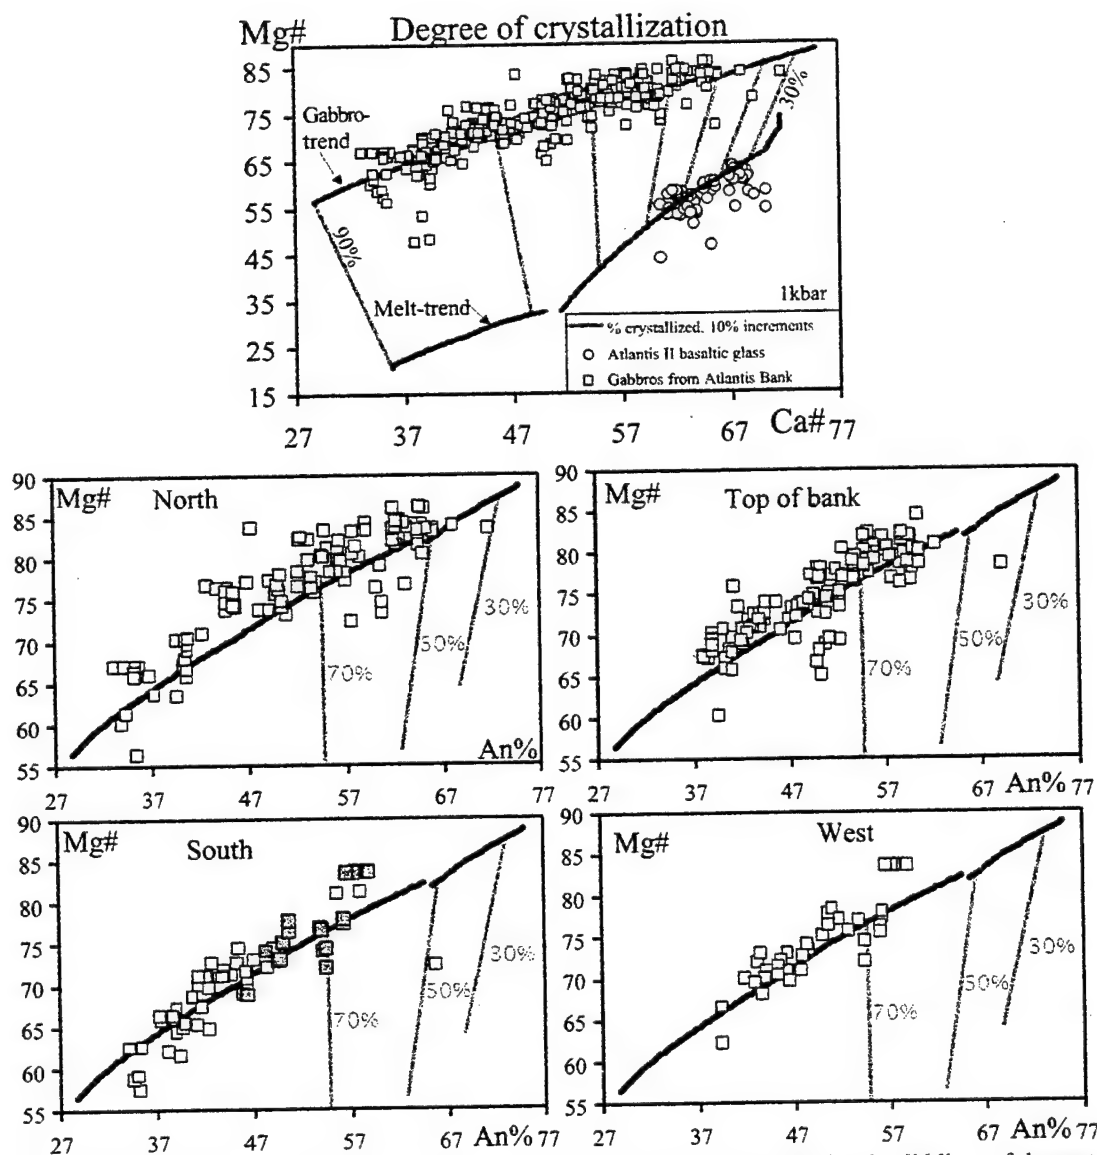 Mg# Degree of crystallization
85
75
65
55
45
35
25
15
Gabbro-
trend
90%
30%
Melt-trend
1kbar
% crystallized, 10% increments
Atlantis II basaltic glass
Gabbros from Atlantis Bank
27 37 47 57 67 Ca# 77
90
85
80
75
70
65
60
55
Mg# North
30%
50%
70%
An%
27 37 47 57 67 77
90
85
80
75
70
65
60
55
Mg# Top of bank
30%
50%
70%
27 37 47 57 67 An% 77
90
85
80
75
70
65
60
55
Mg#
South
30%
50%
70%
27 37 47 57 67 An% 77
90
85
80
75
70
65
60
55
Mg# West
30%
50%
70%
27 37 47 57 67 An% 77